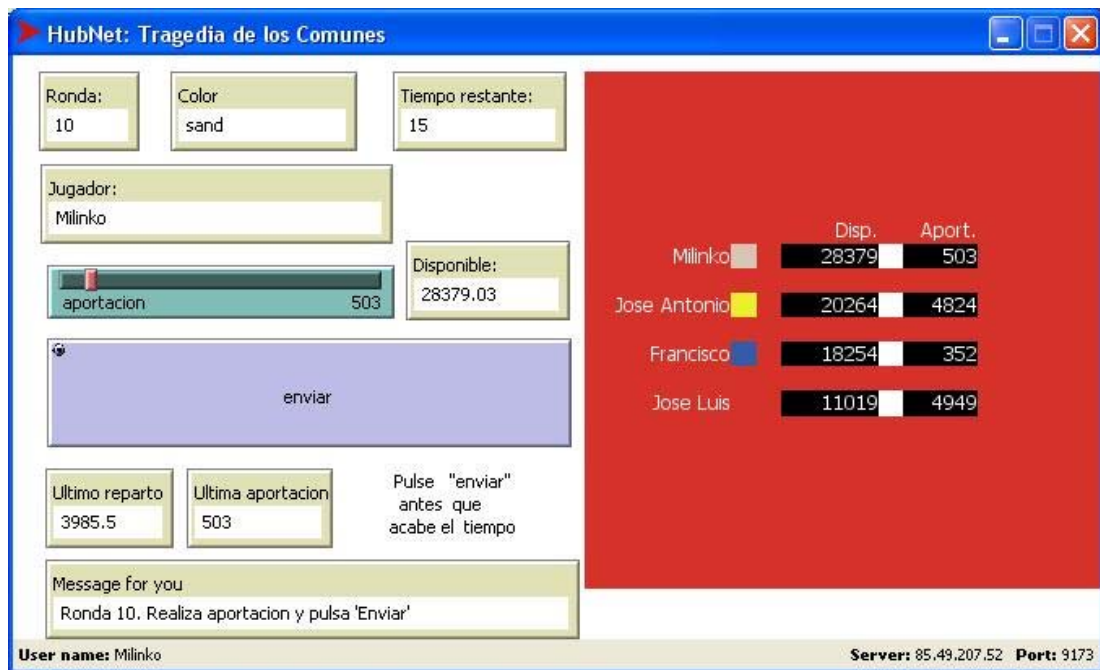 HubNet: Tragedia de los Comunes
Ronda:
10
Color
sand
Tiempo restante:
15
Jugador:
Milinko
aportacion 503
Disponible:
28379.03
enviar
Ultimo reparto
3985.5
Ultima aportacion
503
Pulse "enviar"
antes que
acabe el tiempo
Message for you
Ronda 10. Realiza aportacion y pulsa 'Enviar'
Disp. Aport.
Milinko 28379 503
Jose Antonio 20264 4824
Francisco 18254 352
Jose Luis 11019 4949
User name: Milinko
Server: 85.49.207.52 Port: 9173